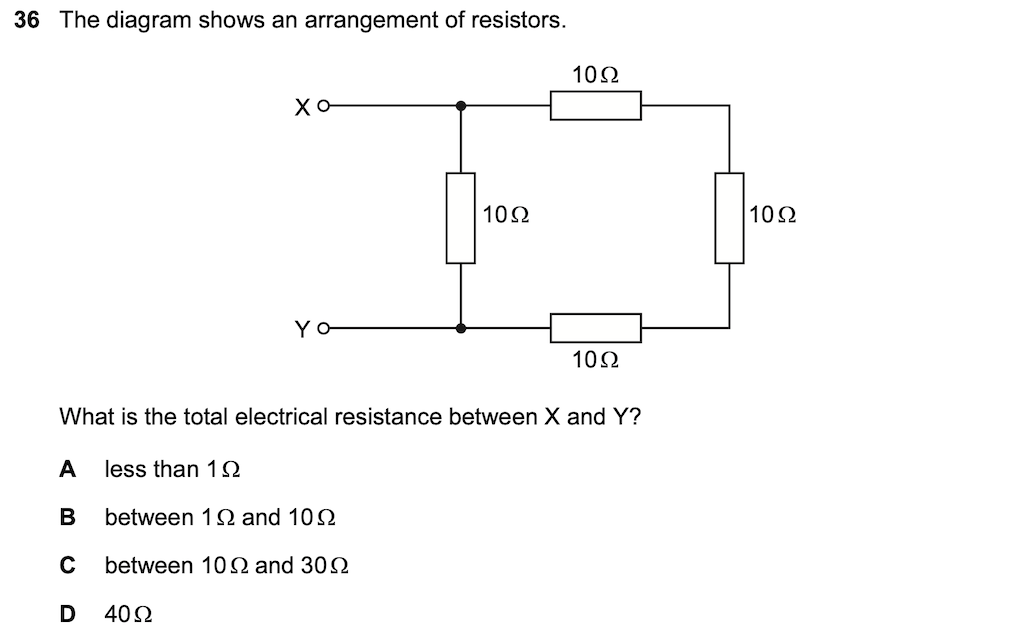 36 The diagram shows an arrangement of resistors.
10Ω
X
10Ω
10Ω
Y
10Ω
What is the total electrical resistance between X and Y?
A less than 1Ω
B between 1Ω and 10Ω
C between 10Ω and 30Ω
D 40Ω